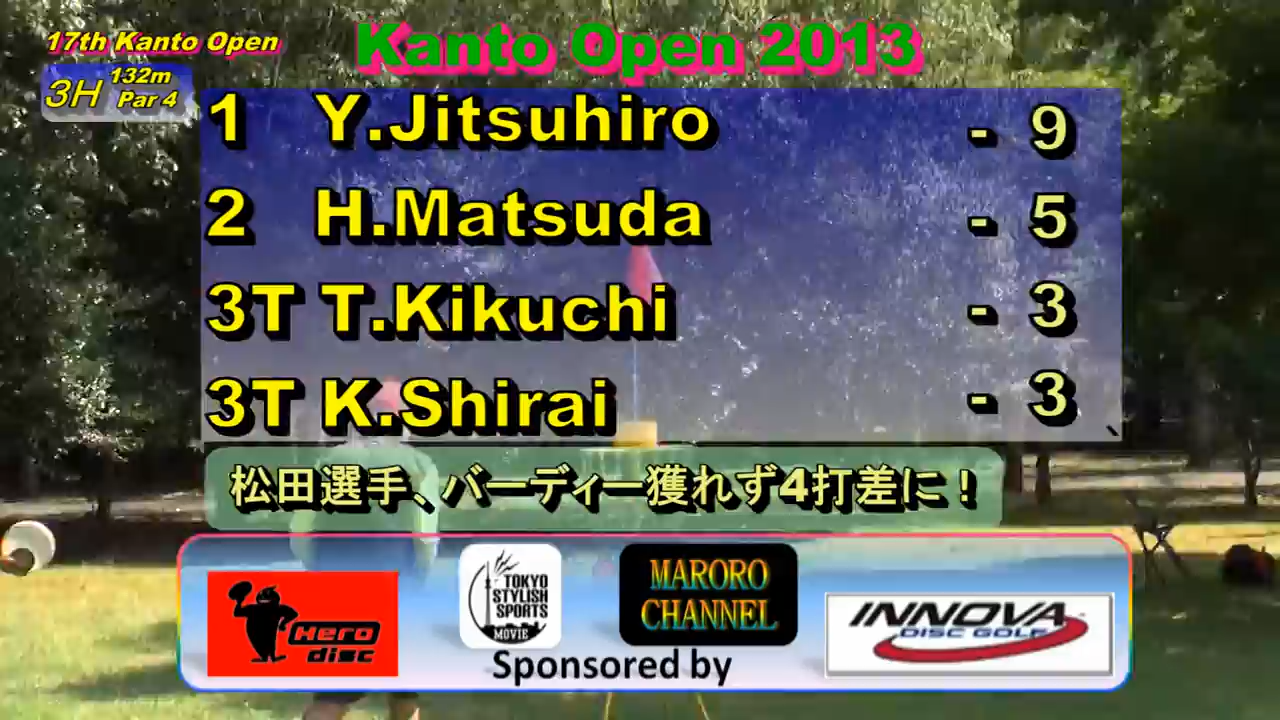 17th Kanto Open
Kanto Open 2013
3H 132m
Par 4
1 Y.Jitsuhiro - 9
2 H.Matsuda - 5
3T T.Kikuchi - 3
3T K.Shirai - 3
松田選手、バーディー獲れず4打差に！
Hero
disc
TOKYO
STYLISH
SPORTS
MOVIE
MARORO
CHANNEL
INNOVA
DISC GOLF
Sponsored by